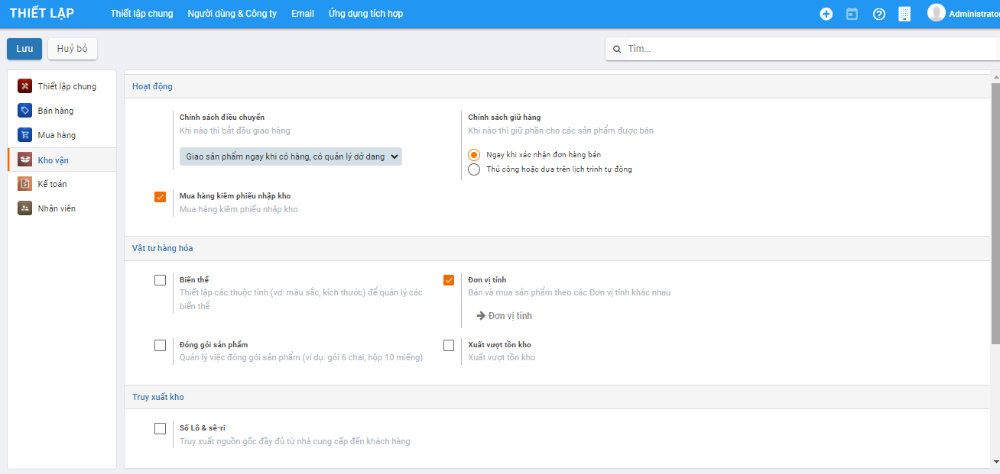 THIẾT LẬP
Thiết lập chung
Người dùng & Công ty
Email
Ứng dụng tích hợp
Administrator
Lưu
Huỷ bỏ
Tìm...
Thiết lập chung
Bán hàng
Mua hàng
Kho vận
Kế toán
Nhân viên
Hoạt động
Chính sách điều chuyển
Khi nào thì bắt đầu giao hàng
Giao sản phẩm ngay khi có hàng, có quản lý dỏ dang
Chính sách giữ hàng
Khi nào thì giữ phần cho các sản phẩm được bán
Ngay khi xác nhận đơn hàng bán
Thủ công hoặc dựa trên lịch trình tự động
Mua hàng kiêm phiếu nhập kho
Mua hàng kiêm phiếu nhập kho
Vật tư hàng hóa
Biến thể
Thiết lập các thuộc tính (vd: màu sắc, kích thước) để quản lý các
biến thể
Đơn vị tính
Bán và mua sản phẩm theo các Đơn vị tính khác nhau
Đơn vị tính
Đóng gói sản phẩm
Quản lý việc đóng gói sản phẩm (ví dụ: gói 6 chai, hộp 10 miếng)
Xuất vượt tồn kho
Xuất vượt tồn kho
Truy xuất kho
Số Lô & sê-ri
Truy xuất nguồn gốc đầy đủ từ nhà cung cấp đến khách hàng